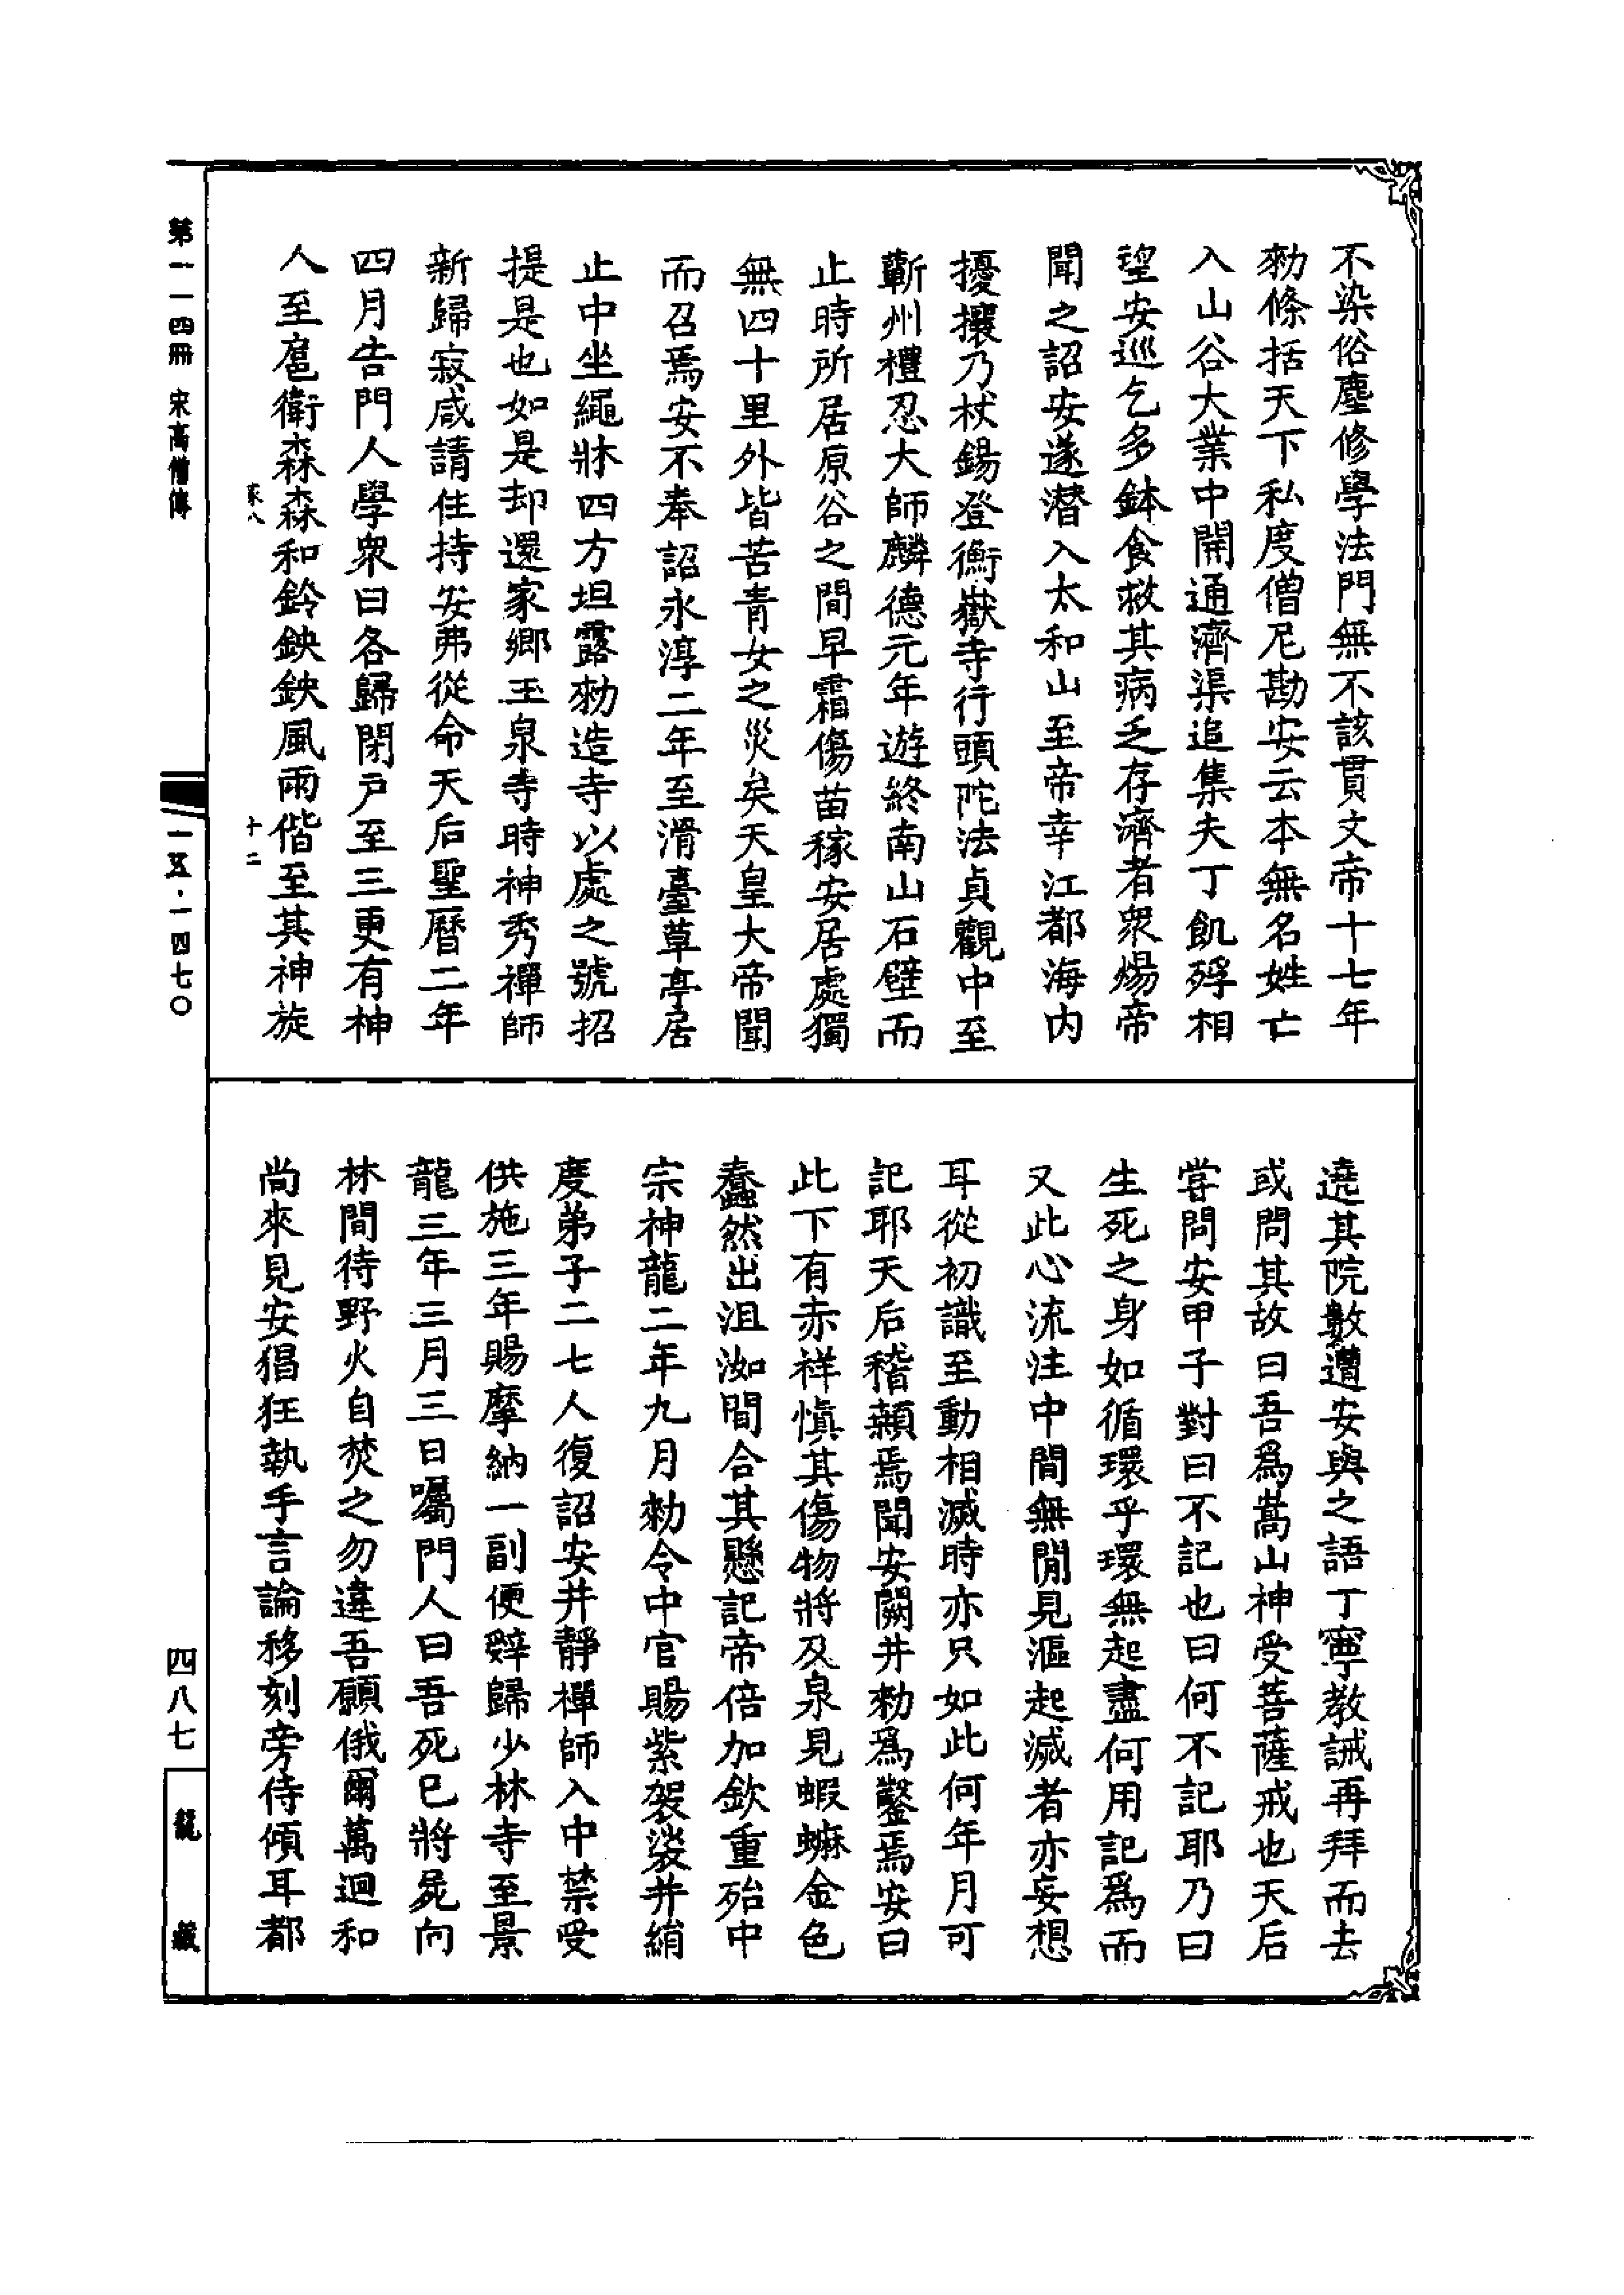 不染俗塵修學法門無不該貫文帝十七年
勑條括天下私度僧尼勘安云本無名姓亡
入山谷大業中開通濟渠追集夫丁飢殍相
望安巡乞多鉢食救其病乏存濟者衆煬帝
聞之詔安遂潜入太和山至帝幸江都海内
擾攘乃杖錫登衡嶽寺行頭陀法貞觀中至
蘄州禮忍大師麟德元年遊終南山石壁而
止時所居原谷之間早霜傷苗稼安居處獨
無四十里外皆苦青女之災矣天皇大帝聞
而召焉安不奉詔永淳二年至滑臺草亭居
止中坐繩牀四方坦露勑造寺以處之號招
提是也如是却還家鄉玉泉寺時神秀禪師
新歸寂咸請住持安弗從命天后聖曆二年
四月告門人學衆曰各歸閉戸至三更有神
人至扈衛森森和鈴鉠鉠風雨偕至其神旋
遶其院數遭安與之語丁寧教誡再拜而去
或問其故曰吾爲嵩山神受菩薩戒也天后
甞問安甲子對曰不記也曰何不記耶乃曰
生死之身如循環乎環無起盡何用記爲而
又此心流注中間無間見漚起滅者亦妄想
耳從初識至動相滅時亦只如此何年月可
記耶天后稽顙焉聞安闕井勑爲鑿焉安曰
此下有赤祥慎其傷物將及泉見蝦蟆金色
蠢然出沮洳間合其懸記帝倍加欽重殆中
宗神龍二年九月勑令中官賜紫袈裟并絹
度弟子二七人復詔安并靜禪師入中禁受
供施三年賜摩納一副便辭歸少林寺至景
龍三年三月三日囑門人曰吾死已將屍向
林間待野火自焚之勿違吾願俄爾萬迴和
尚來見安猖狂執手言論移刻旁侍傾耳都
第一一四冊 宋高僧傳
十二
一五·一四七〇
四八七
龍藏